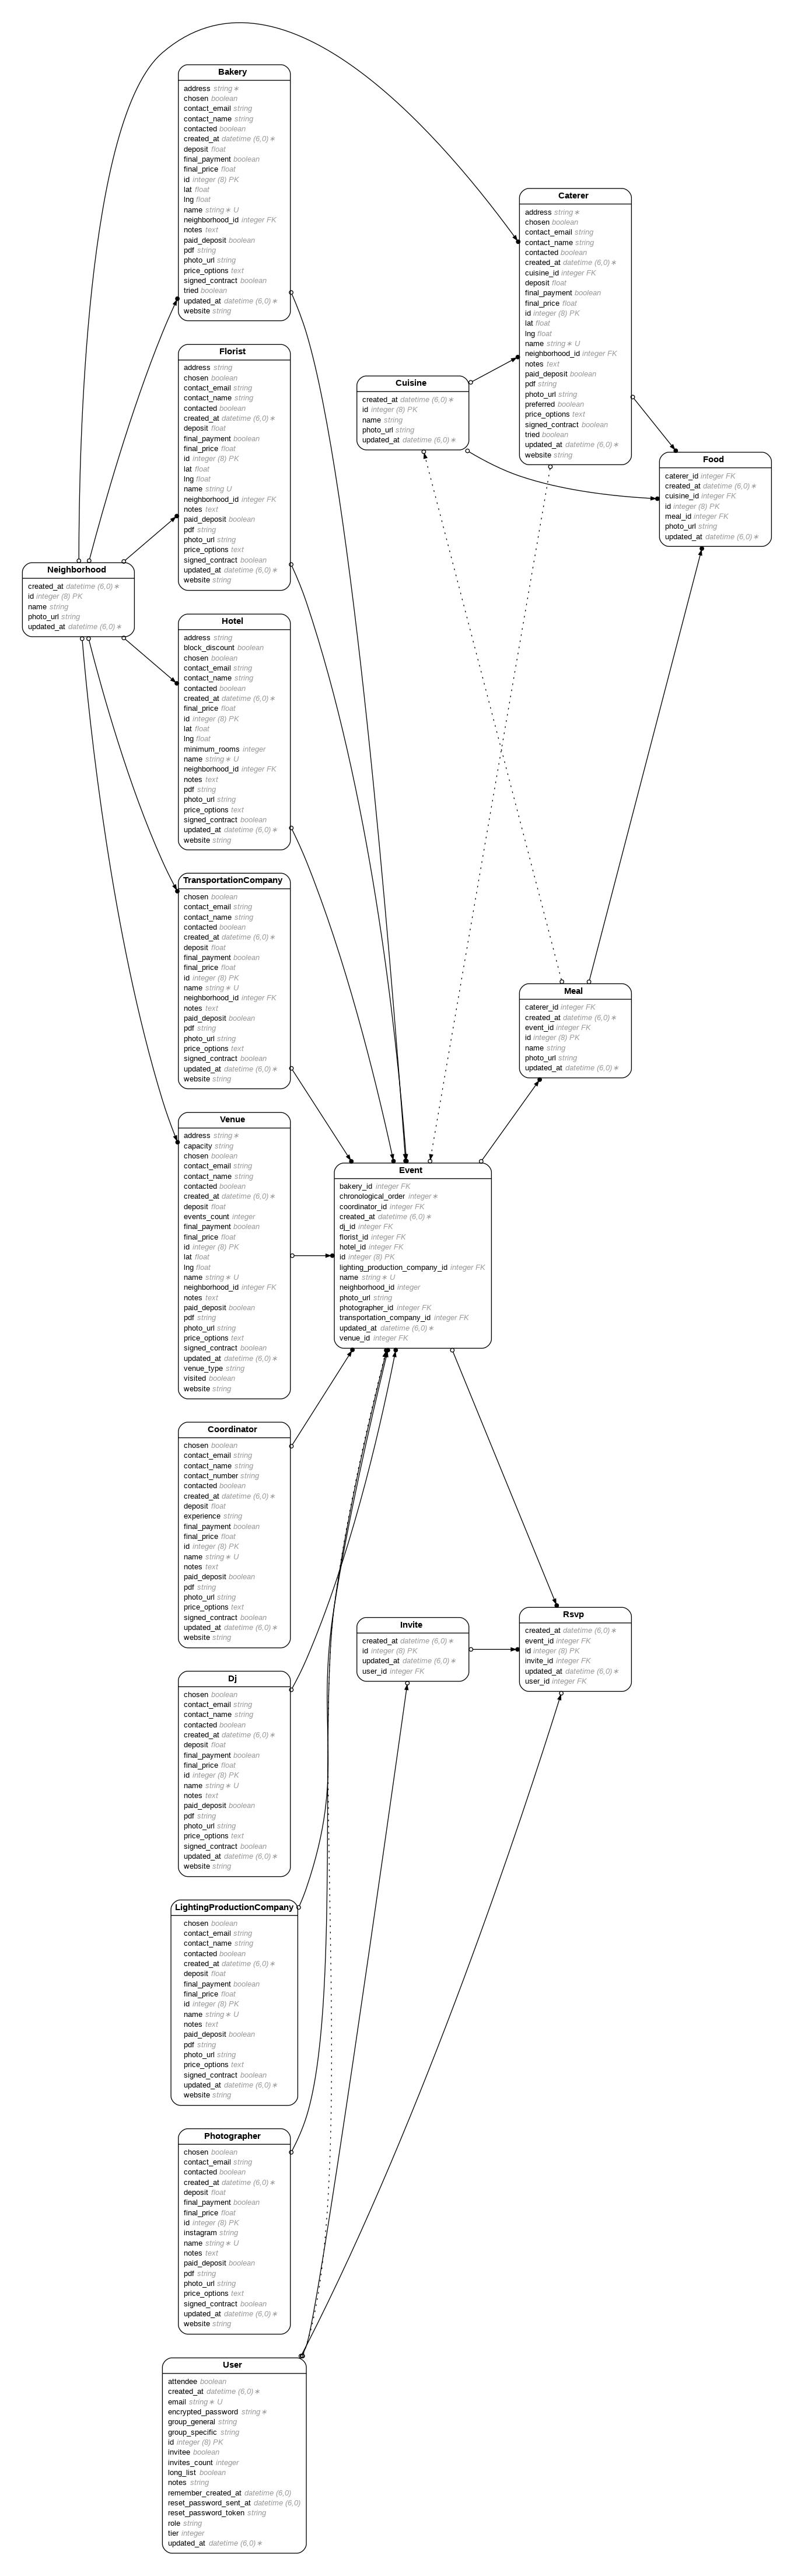 Bakery
address string∗
chosen boolean
contact_email string
contact_name string
contacted boolean
created_at datetime (6,0)∗
deposit float
final_payment boolean
final_price float
id integer (8) PK
lat float
lng float
name string∗ U
neighborhood_id integer FK
notes text
paid_deposit boolean
pdf string
photo_url string
price_options text
signed_contract boolean
tried boolean
updated_at datetime (6,0)∗
website string
Caterer
address string∗
chosen boolean
contact_email string
contact_name string
contacted boolean
created_at datetime (6,0)∗
cuisine_id integer FK
deposit float
final_payment boolean
final_price float
id integer (8) PK
lat float
lng float
name string∗ U
neighborhood_id integer FK
notes text
paid_deposit boolean
pdf string
photo_url string
preferred boolean
price_options text
signed_contract boolean
tried boolean
updated_at datetime (6,0)∗
website string
Florist
address string
chosen boolean
contact_email string
contact_name string
contacted boolean
created_at datetime (6,0)∗
deposit float
final_payment boolean
final_price float
id integer (8) PK
lat float
lng float
name string U
neighborhood_id integer FK
notes text
paid_deposit boolean
pdf string
photo_url string
price_options text
signed_contract boolean
updated_at datetime (6,0)∗
website string
Cuisine
created_at datetime (6,0)∗
id integer (8) PK
name string
photo_url string
updated_at datetime (6,0)∗
Food
caterer_id integer FK
created_at datetime (6,0)∗
cuisine_id integer FK
id integer (8) PK
meal_id integer FK
photo_url string
updated_at datetime (6,0)∗
Neighborhood
created_at datetime (6,0)∗
id integer (8) PK
name string
photo_url string
updated_at datetime (6,0)∗
Hotel
address string
block_discount boolean
chosen boolean
contact_email string
contact_name string
contacted boolean
created_at datetime (6,0)∗
final_price float
id integer (8) PK
lat float
lng float
minimum_rooms integer
name string∗ U
neighborhood_id integer FK
notes text
pdf string
photo_url string
price_options text
signed_contract boolean
updated_at datetime (6,0)∗
website string
TransportationCompany
chosen boolean
contact_email string
contact_name string
contacted boolean
created_at datetime (6,0)∗
deposit float
final_payment boolean
final_price float
id integer (8) PK
name string∗ U
neighborhood_id integer FK
notes text
paid_deposit boolean
pdf string
photo_url string
price_options text
signed_contract boolean
updated_at datetime (6,0)∗
website string
Meal
caterer_id integer FK
created_at datetime (6,0)∗
event_id integer FK
id integer (8) PK
name string
photo_url string
updated_at datetime (6,0)∗
Venue
address string∗
capacity string
chosen boolean
contact_email string
contact_name string
contacted boolean
created_at datetime (6,0)∗
deposit float
events_count integer
final_payment boolean
final_price float
id integer (8) PK
lat float
lng float
name string∗ U
neighborhood_id integer FK
notes text
paid_deposit boolean
pdf string
photo_url string
price_options text
signed_contract boolean
updated_at datetime (6,0)∗
venue_type string
visited boolean
website string
Event
bakery_id integer FK
chronological_order integer∗
coordinator_id integer FK
created_at datetime (6,0)∗
dj_id integer FK
florist_id integer FK
hotel_id integer FK
id integer (8) PK
lighting_production_company_id integer FK
name string∗ U
neighborhood_id integer
photo_url string
photographer_id integer FK
transportation_company_id integer FK
updated_at datetime (6,0)∗
venue_id integer FK
Coordinator
chosen boolean
contact_email string
contact_name string
contact_number string
contacted boolean
created_at datetime (6,0)∗
deposit float
experience string
final_payment boolean
final_price float
id integer (8) PK
name string∗ U
notes text
paid_deposit boolean
pdf string
photo_url string
price_options text
signed_contract boolean
updated_at datetime (6,0)∗
website string
Invite
created_at datetime (6,0)∗
id integer (8) PK
updated_at datetime (6,0)∗
user_id integer FK
Rsvp
created_at datetime (6,0)∗
event_id integer FK
id integer (8) PK
invite_id integer FK
updated_at datetime (6,0)∗
user_id integer FK
Dj
chosen boolean
contact_email string
contact_name string
contacted boolean
created_at datetime (6,0)∗
deposit float
final_payment boolean
final_price float
id integer (8) PK
name string∗ U
notes text
paid_deposit boolean
pdf string
photo_url string
price_options text
signed_contract boolean
updated_at datetime (6,0)∗
website string
LightingProductionCompany
chosen boolean
contact_email string
contact_name string
contacted boolean
created_at datetime (6,0)∗
deposit float
final_payment boolean
final_price float
id integer (8) PK
name string∗ U
notes text
paid_deposit boolean
pdf string
photo_url string
price_options text
signed_contract boolean
updated_at datetime (6,0)∗
website string
Photographer
chosen boolean
contact_email string
contacted boolean
created_at datetime (6,0)∗
deposit float
final_payment boolean
final_price float
id integer (8) PK
instagram string
name string∗ U
notes text
paid_deposit boolean
pdf string
photo_url string
price_options text
signed_contract boolean
updated_at datetime (6,0)∗
website string
User
attendee boolean
created_at datetime (6,0)∗
email string∗ U
encrypted_password string∗
group_general string
group_specific string
id integer (8) PK
invitee boolean
invites_count integer
long_list boolean
notes string
remember_created_at datetime (6,0)
reset_password_sent_at datetime (6,0)
reset_password_token string
role string
tier integer
updated_at datetime (6,0)∗